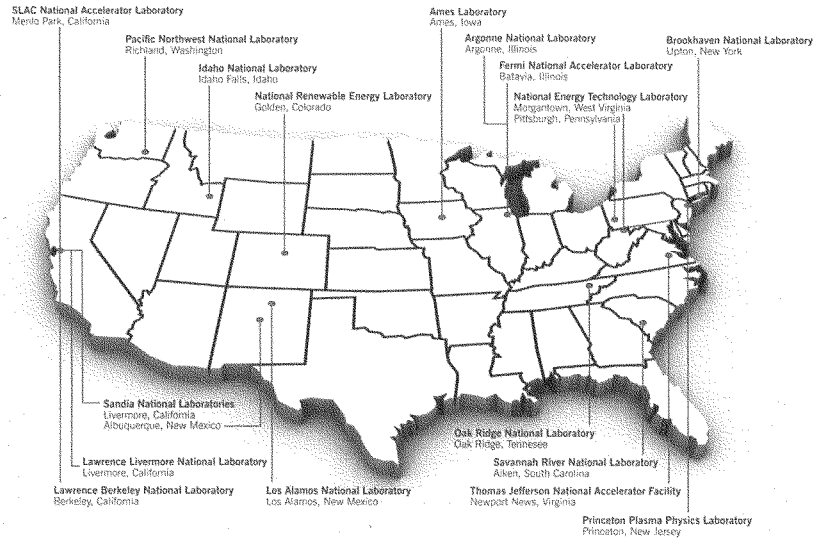 SLAC National Accelerator Laboratory
Menlo Park, California
Pacific Northwest National Laboratory
Richland, Washington
Idaho National Laboratory
Idaho Falls, Idaho
National Renewable Energy Laboratory
Golden, Colorado
Ames Laboratory
Ames, Iowa
Argonne National Laboratory
Argonne, Illinois
Fermi National Accelerator Laboratory
Batavia, Illinois
National Energy Technology Laboratory
Morgantown, West Virginia
Pittsburgh, Pennsylvania
Brookhaven National Laboratory
Upton, New York
Sandia National Laboratories
Livermore, California
Albuquerque, New Mexico
Lawrence Livermore National Laboratory
Livermore, California
Lawrence Berkeley National Laboratory
Berkeley, California
Los Alamos National Laboratory
Los Alamos, New Mexico
Oak Ridge National Laboratory
Oak Ridge, Tennesee
Savannah River National Laboratory
Aiken, South Carolina
Thomas Jefferson National Accelerator Facility
Newport News, Virginia
Princeton Plasma Physics Laboratory
Princeton, New Jersey